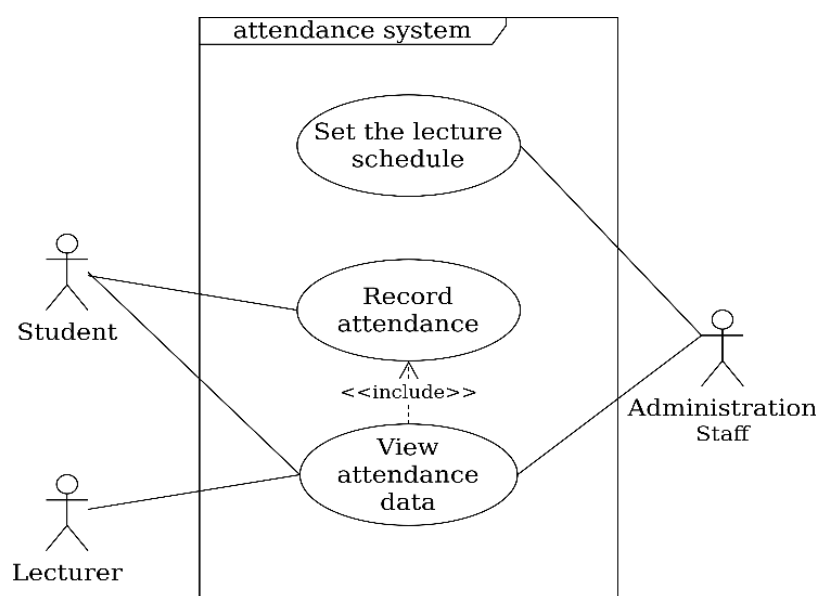 attendance system
Set the lecture
schedule
Record
attendance
Student
<<include>>
Administration
Staff
View
attendance
data
Lecturer